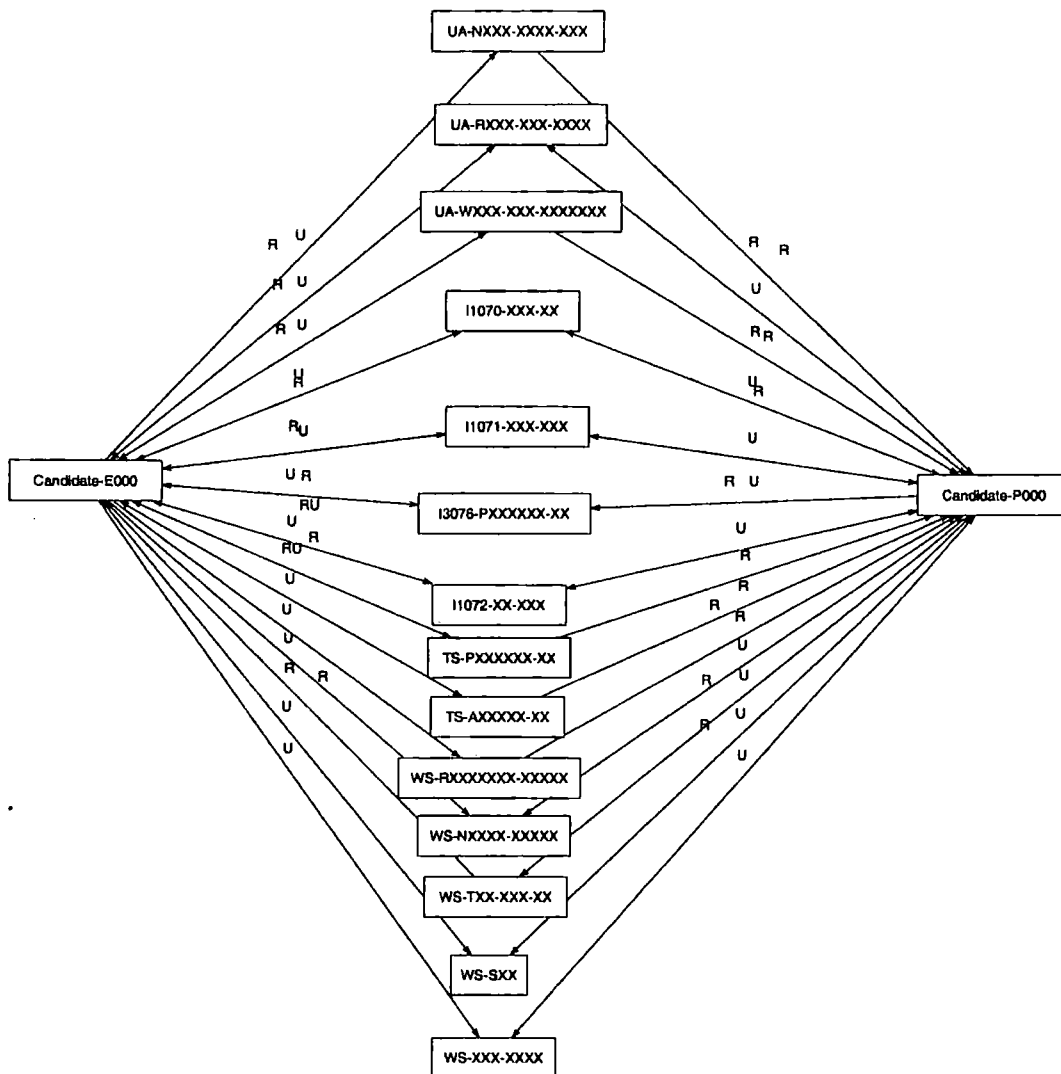 UA-NXXX-XXXX-XXX
UA-RXXX-XXX-XXXX
UA-WXXX-XXX-XXXXXXX
R U R R
R U U
R U R R
I1070-XXX-XX
U R U R
I1071-XXX-XXX
R U U
Candidate-E000
U R R U
Candidate-P000
I3076-PXXXXXX-XX
R U
U R U
R U R
U R
I1072-XX-XXX
U R R
U U
TS-PXXXXXX-XX
R R R U
TS-AXXXXX-XX
U R U
U U
WS-RXXXXXXX-XXXXX
WS-NXXXX-XXXXX
WS-TXX-XXX-XX
WS-SXX
WS-XXX-XXXX